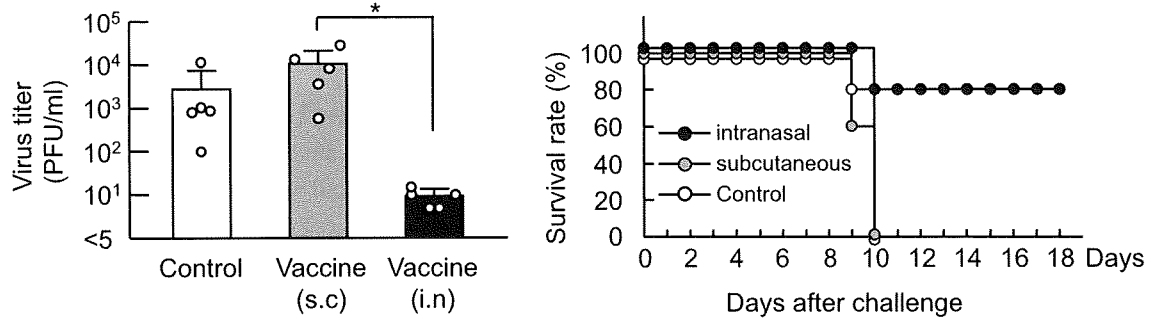 Virus titer
(PFU/ml)
10⁵
10⁴
10³
10²
10¹
<5
*
Control
Vaccine
(s.c)
Vaccine
(i.n)
Survival rate (%)
100
80
60
40
20
0
intranasal
subcutaneous
Control
0 2 4 6 8 10 12 14 16 18 Days
Days after challenge